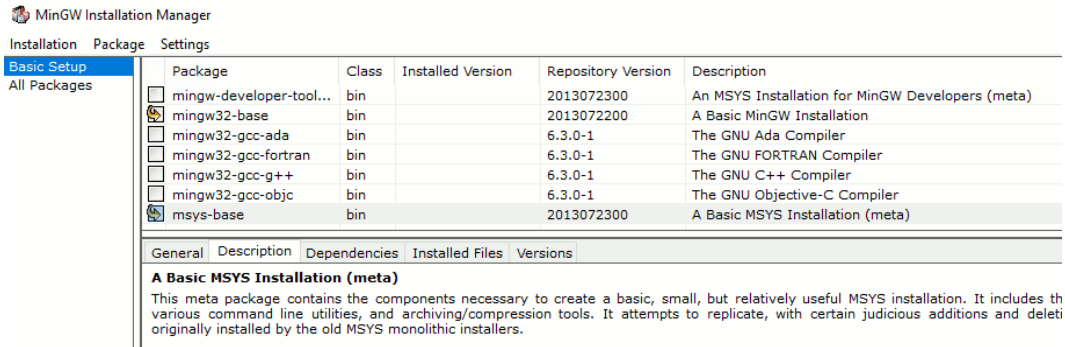 MinGW Installation Manager
Installation Package Settings
Basic Setup
All Packages
Package Class Installed Version Repository Version Description
mingw-developer-tool... bin 2013072300 An MSYS Installation for MinGW Developers (meta)
mingw32-base bin 2013072200 A Basic MinGW Installation
mingw32-gcc-ada bin 6.3.0-1 The GNU Ada Compiler
mingw32-gcc-fortran bin 6.3.0-1 The GNU FORTRAN Compiler
mingw32-gcc-g++ bin 6.3.0-1 The GNU C++ Compiler
mingw32-gcc-objc bin 6.3.0-1 The GNU Objective-C Compiler
msys-base bin 2013072300 A Basic MSYS Installation (meta)
General Description Dependencies Installed Files Versions
A Basic MSYS Installation (meta)
This meta package contains the components necessary to create a basic, small, but relatively useful MSYS installation. It includes th
various command line utilities, and archiving/compression tools. It attempts to replicate, with certain judicious additions and deleti
originally installed by the old MSYS monolithic installers.